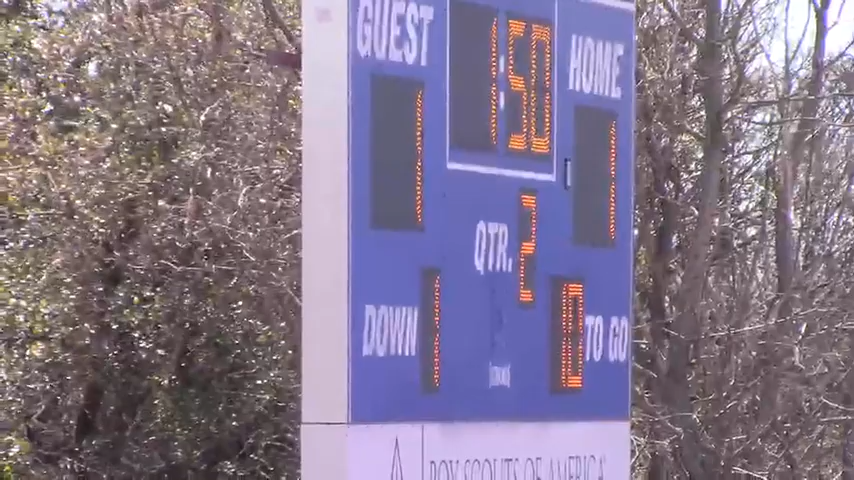 GUEST 1:50 HOME
1 1
QTR. 2
DOWN 1 10 TO GO
BOY SCOUTS OF AMERICA